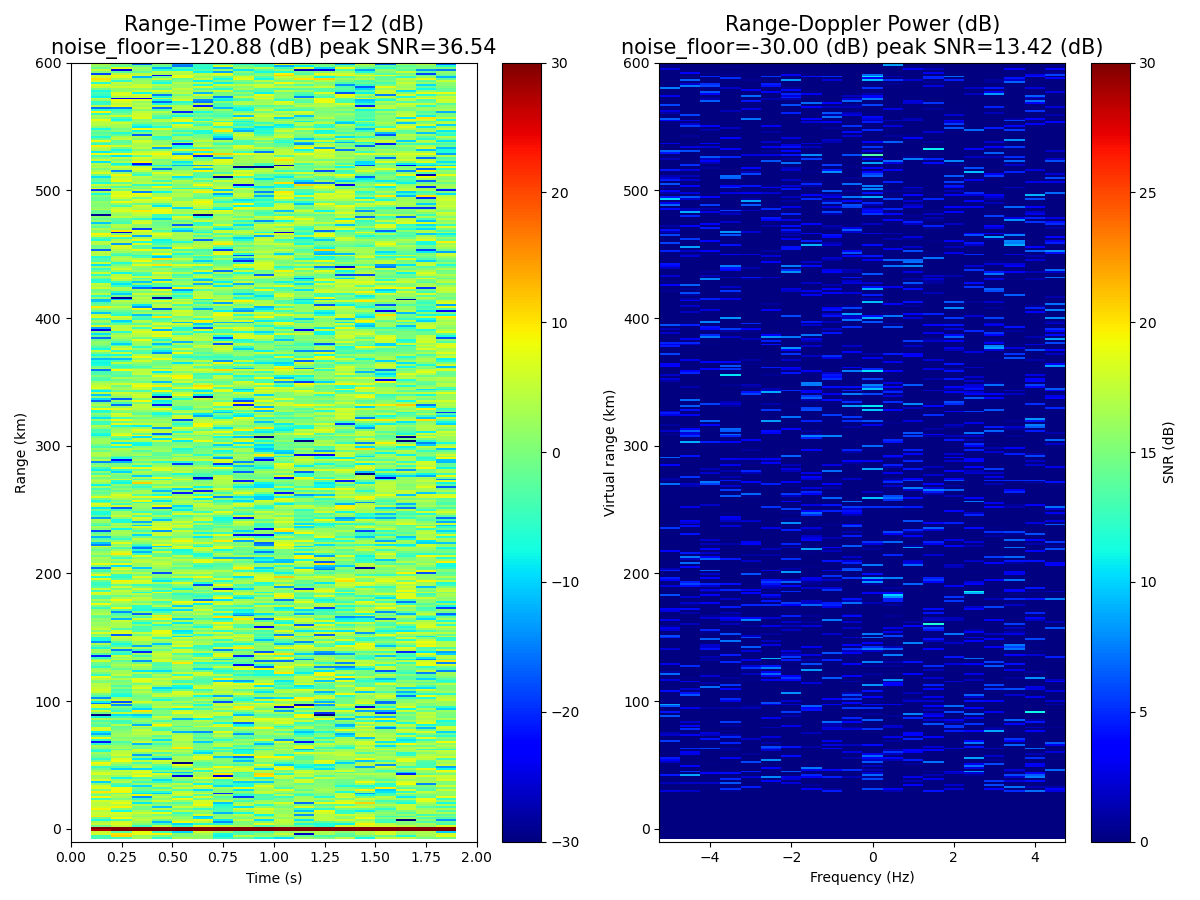 Range-Time Power f=12 (dB)
noise_floor=-120.88 (dB) peak SNR=36.54
600
500
400
300
200
100
0
Range (km)
0.00 0.25 0.50 0.75 1.00 1.25 1.50 1.75 2.00
Time (s)
30
20
10
0
−10
−20
−30
Range-Doppler Power (dB)
noise_floor=-30.00 (dB) peak SNR=13.42 (dB)
600
500
400
300
200
100
0
Virtual range (km)
−4 −2 0 2 4
Frequency (Hz)
30
25
20
15
10
5
0
SNR (dB)